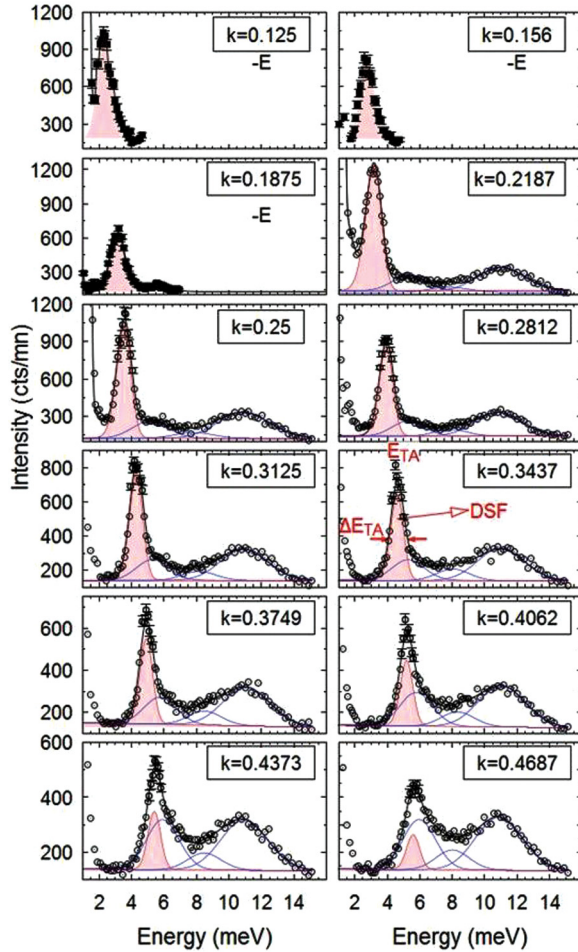 1200
900
600
300
k=0.125
-E
k=0.156
-E
1200
900
600
300
k=0.1875
-E
k=0.2187
1200
900
600
300
k=0.25
k=0.2812
800
600
400
200
k=0.3125
k=0.3437
E_TA
DSF
ΔE_TA
800
600
400
200
k=0.3749
k=0.4062
600
400
200
k=0.4373
k=0.4687
2 4 6 8 10 12 14
2 4 6 8 10 12 14
Energy (meV)
Energy (meV)
Intensity (cts/mn)